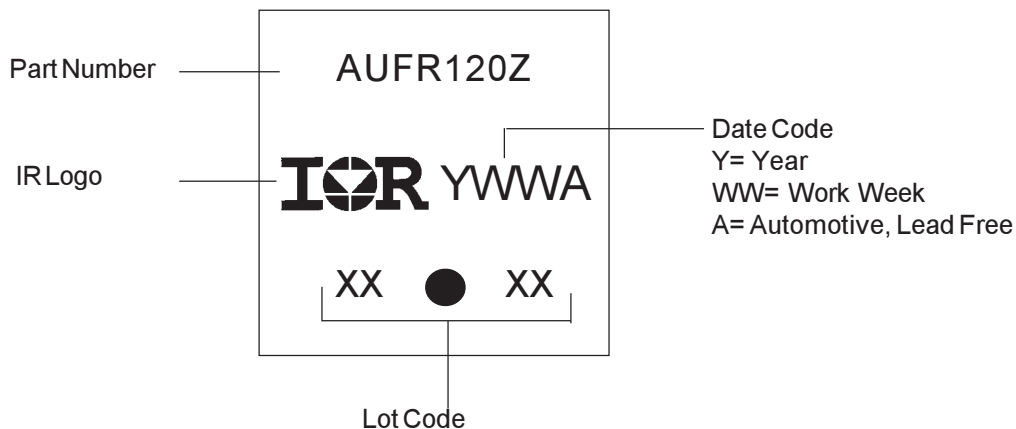 AUFR120Z
Part Number
IR Logo
IOR YWWA
Date Code
Y= Year
WW= Work Week
A= Automotive, Lead Free
XX XX
Lot Code